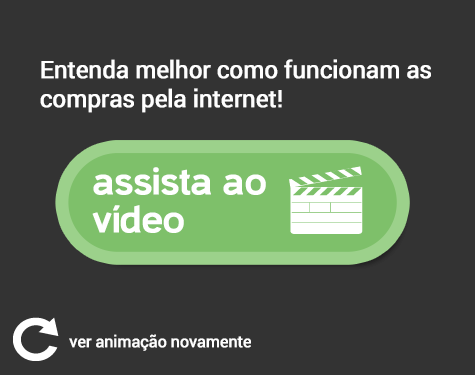 Entenda melhor como funcionam as
compras pela internet!
assista ao
vídeo
ver animação novamente